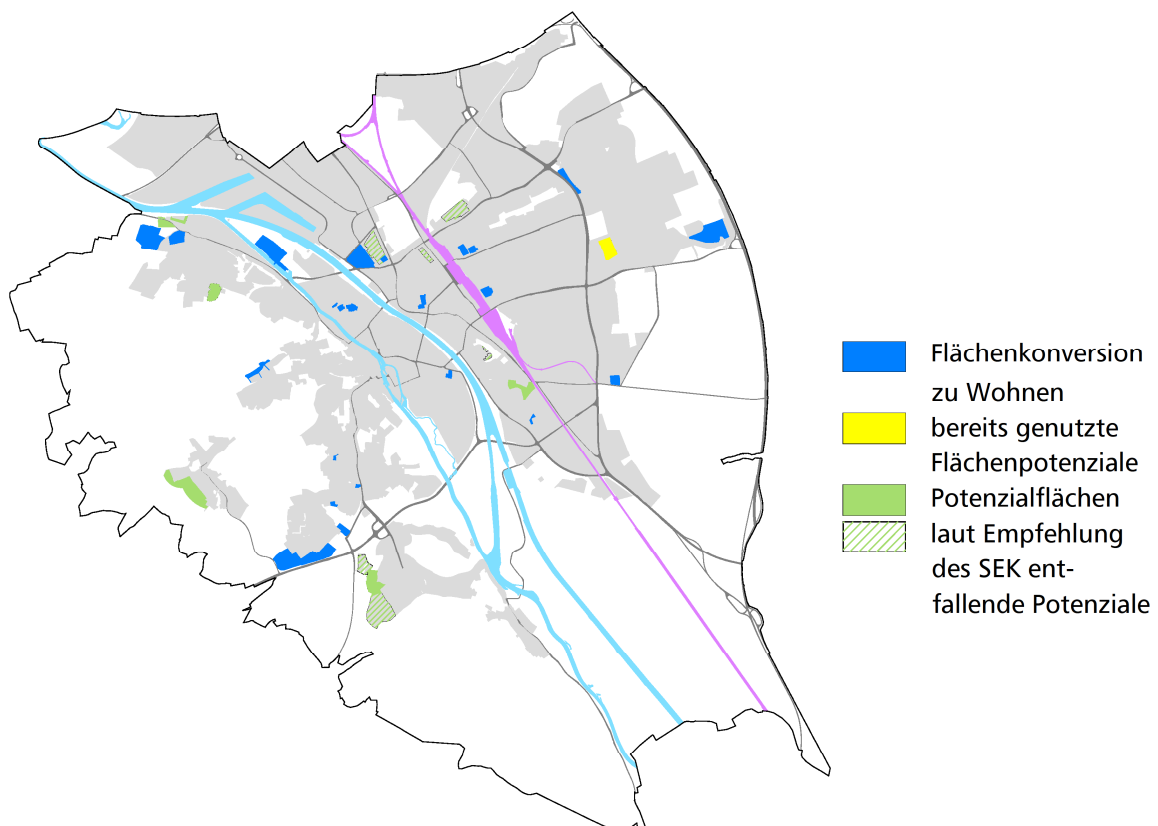 Flächenkonversion
zu Wohnen
bereits genutzte
Flächenpotenziale
Potenzialflächen
laut Empfehlung
des SEK ent-
fallende Potenziale